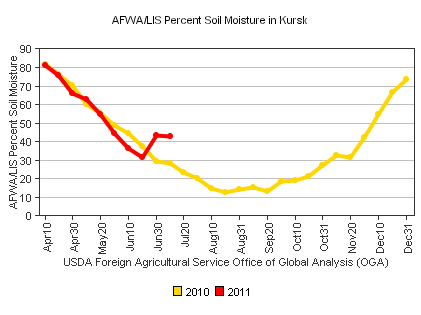 AFWA/LIS Percent Soil Moisture in Kursk
AFWA/LIS Percent Soil Moisture
90
80
70
60
50
40
30
20
10
0
Apr10
Apr30
May20
Jun10
Jun30
Jul20
Aug10
Aug31
Sep20
Oct10
Oct31
Nov20
Dec10
Dec31
USDA Foreign Agricultural Service Office of Global Analysis (OGA)
2010 2011